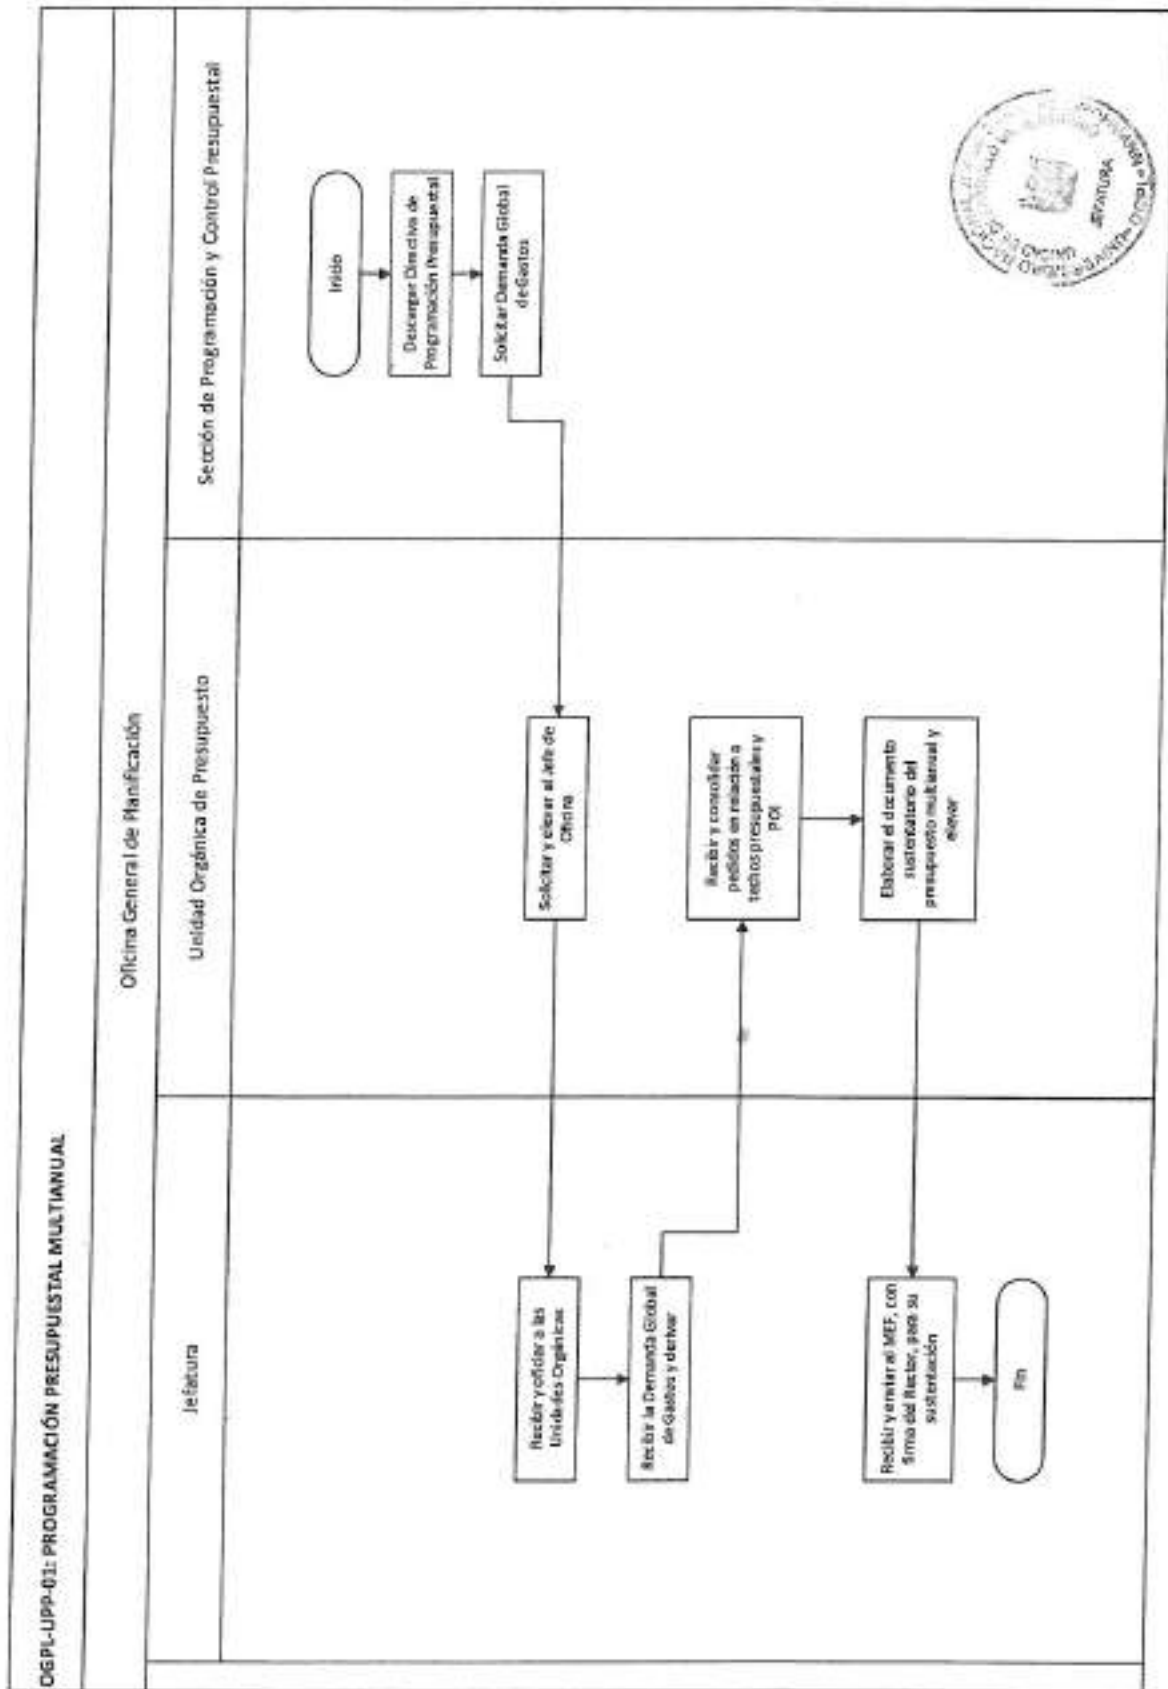 OGPL-UPP-01: PROGRAMACIÓN PRESUPUESTAL MULTIANUAL
Oficina General de Planificación
Jefatura
Unidad Orgánica de Presupuesto
Sección de Programación y Control Presupuestal
Inicio
Descargar Directiva de
Programación Presupuestal
Solicitar Demanda Global
de Gastos
Solicitar y elevar al Jefe de
Oficina
Recibir y oficiar a las
Unidades Orgánicas
Recibir la Demanda Global
de Gastos y derivar
Recibir y consolidar
pedidos en relación a
techos presupuestales y
POI
Elaborar el documento
sustentatorio del
presupuesto multianual y
elevar
Recibir y enviar al MEF, con
firma del Rector, para su
sustentación
Fin
JEFATURA